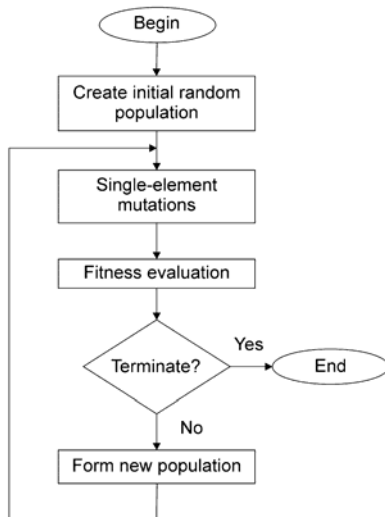 Begin
Create initial random
population
Single-element
mutations
Fitness evaluation
Terminate?
Yes
End
No
Form new population